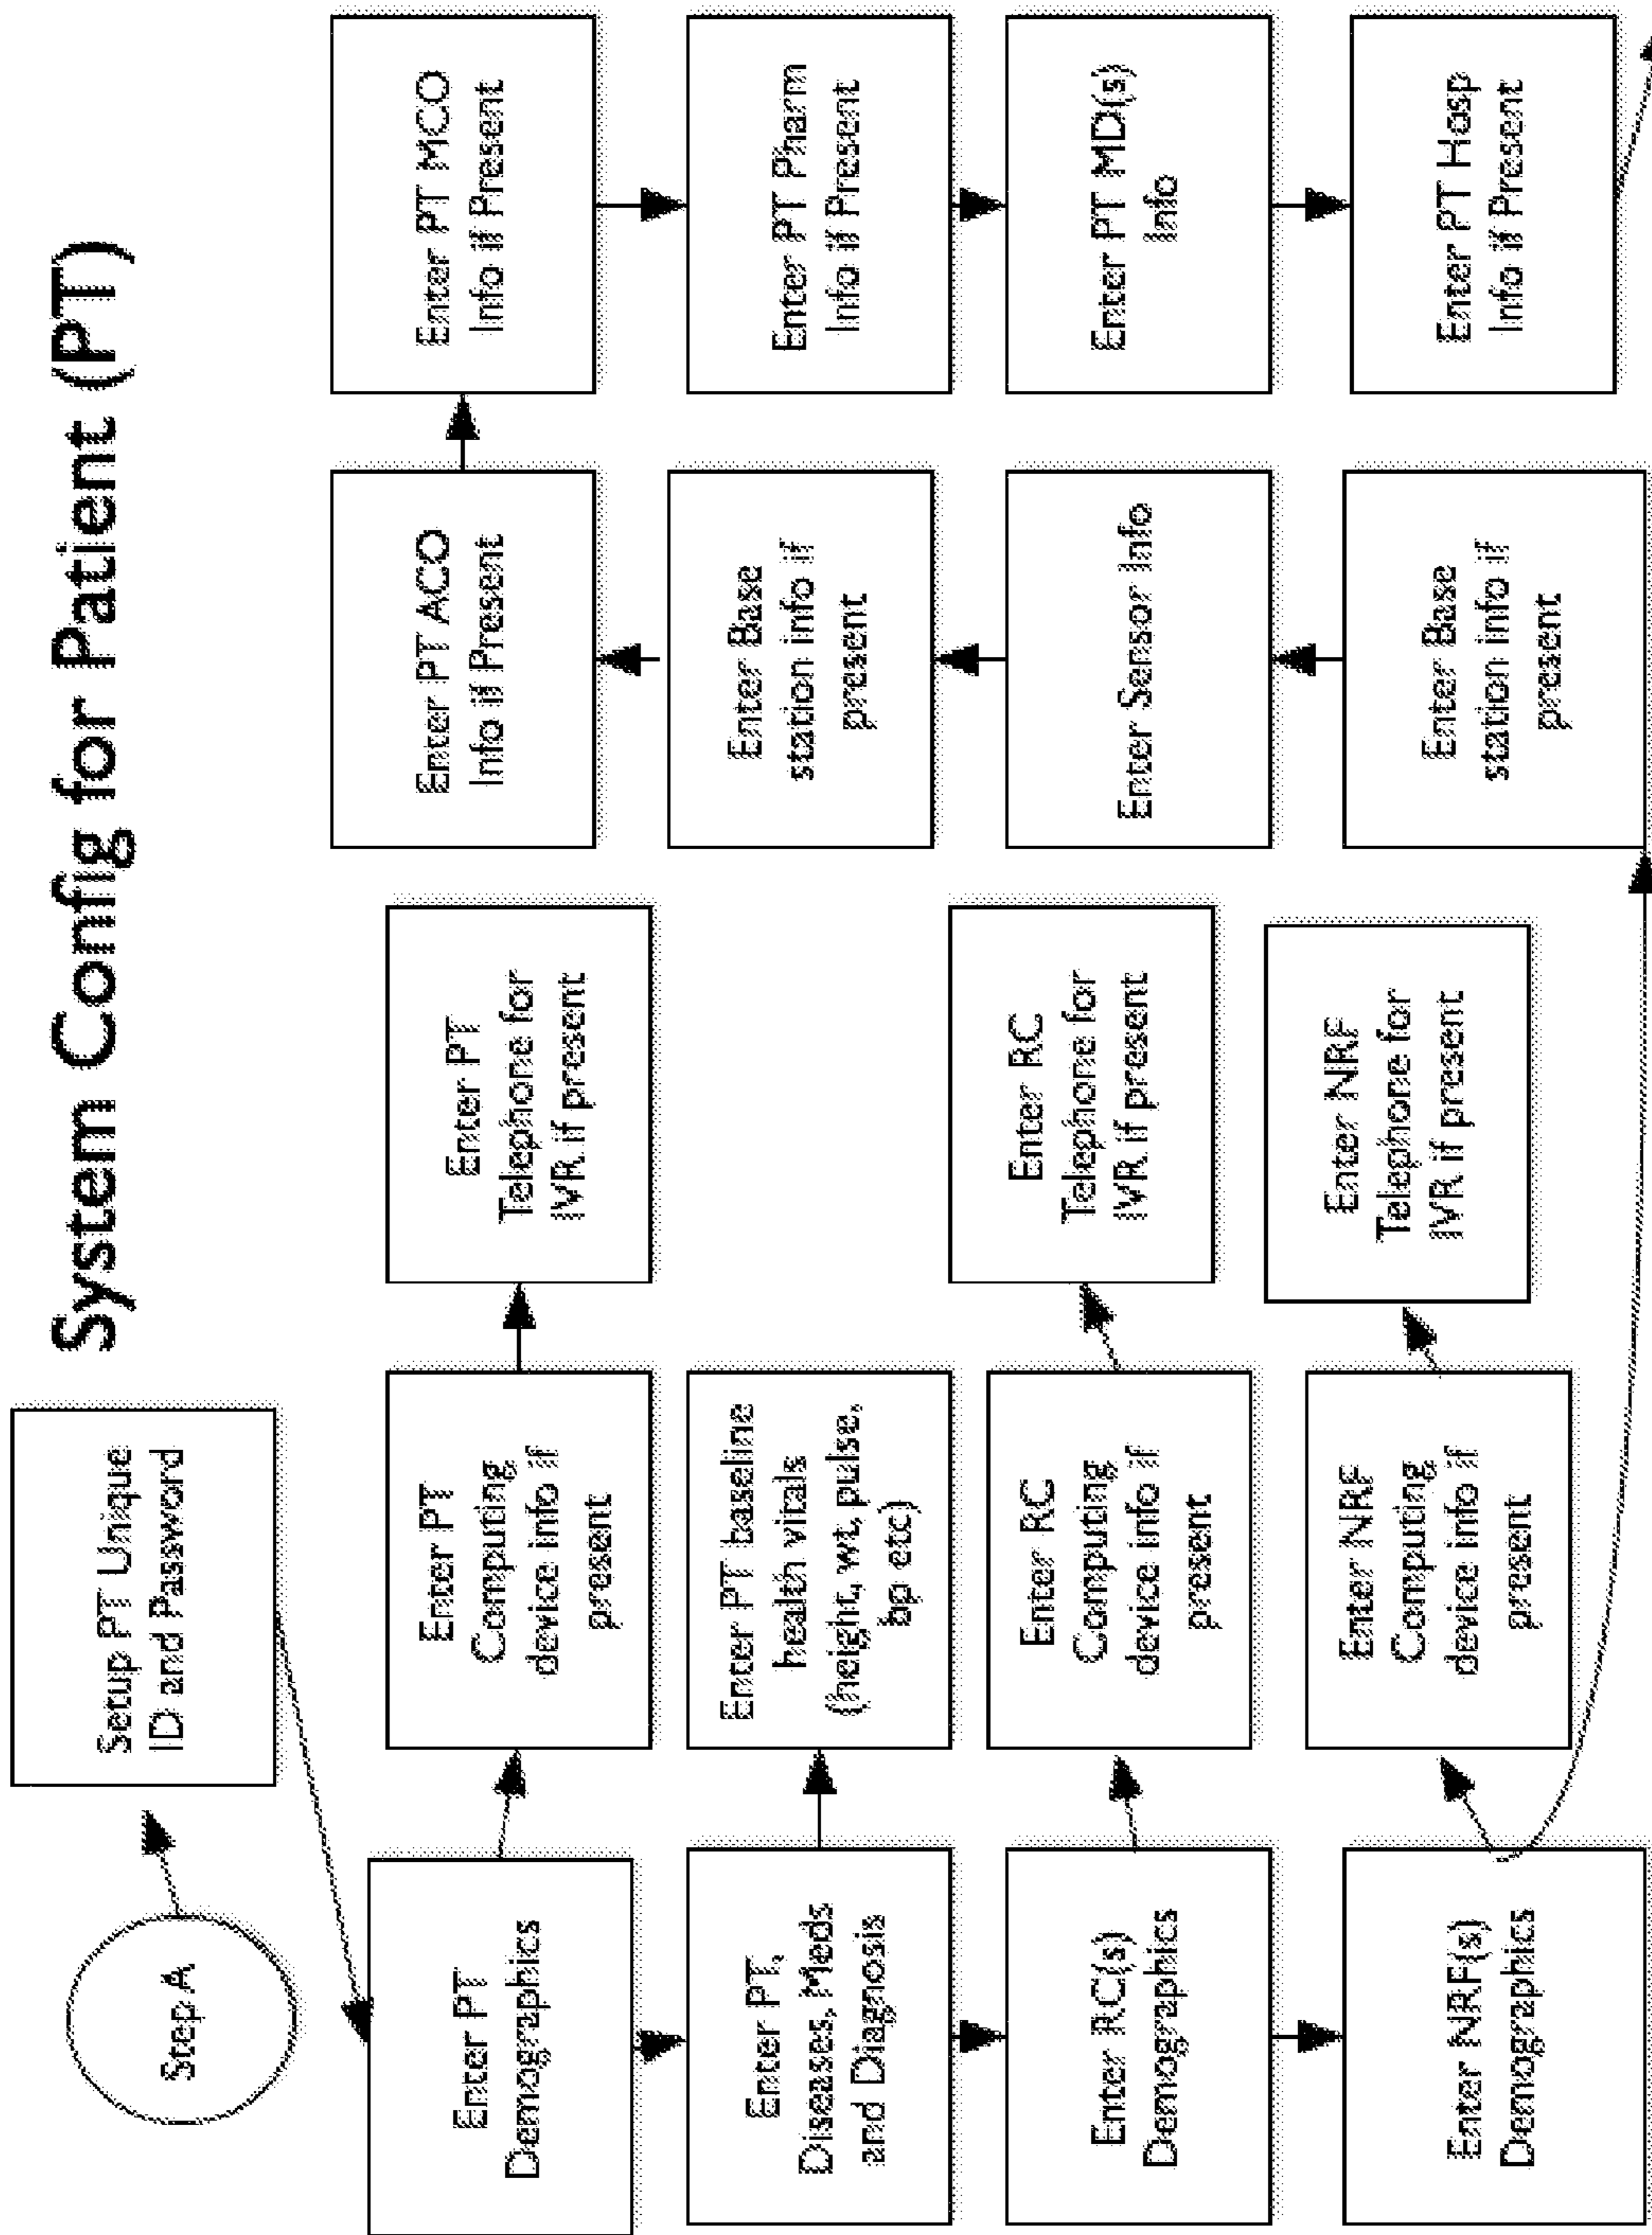 System Config for Patient (PT)
Step A
Setup PT Unique
ID and Password
Enter PT
Demographics
Enter PT
Computing
device info if
present
Enter PT
Telephone for
IVR if present
Enter PT,
Diseases, Meds
and Diagnosis
Enter PT baseline
health vitals
(height, wt, pulse,
bp etc)
Enter RC(s)
Demographics
Enter RC
Computing
device info if
present
Enter RC
Telephone for
IVR if present
Enter NRF(s)
Demographics
Enter NRF
Computing
device info if
present
Enter NRF
Telephone for
IVR if present
Enter Base
station info if
present
Enter Sensor Info
Enter Base
station info if
present
Enter PT ACO
Info if Present
Enter PT MCO
Info if Present
Enter PT Pharm
Info if Present
Enter PT MD(s)
Info
Enter PT Hosp
Info if Present